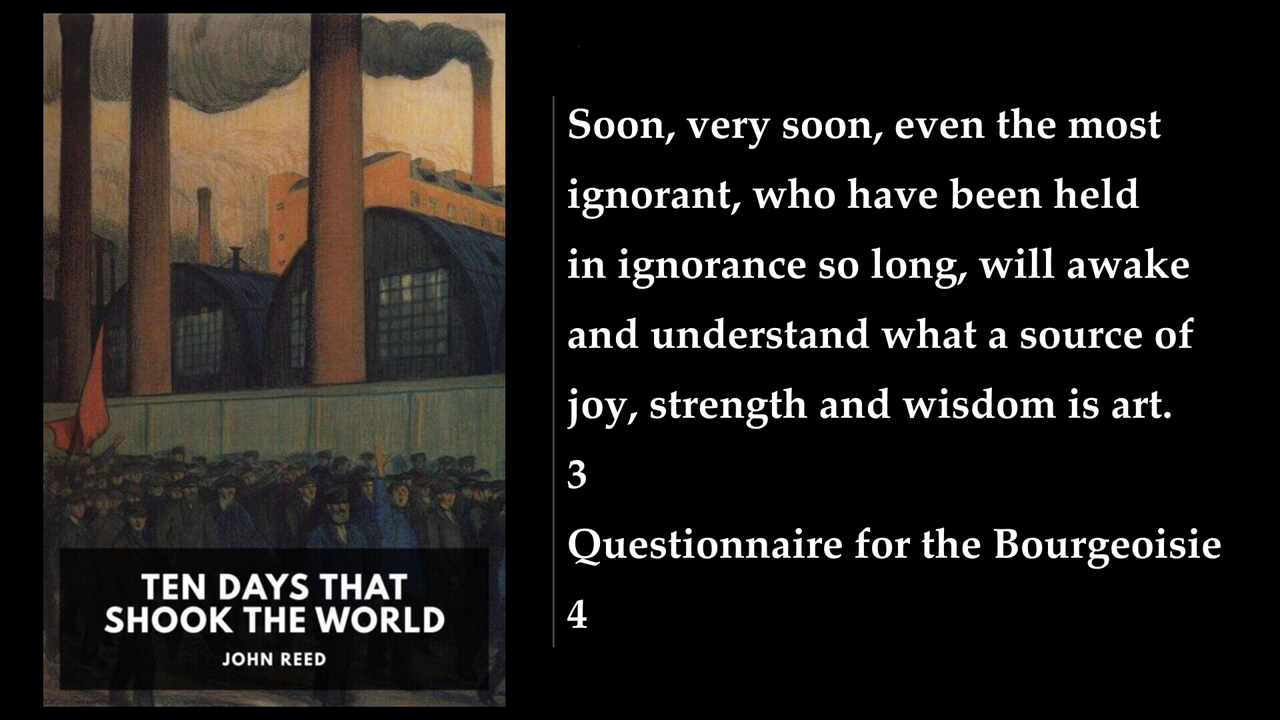 TEN DAYS THAT
SHOOK THE WORLD
JOHN REED
Soon, very soon, even the most
ignorant, who have been held
in ignorance so long, will awake
and understand what a source of
joy, strength and wisdom is art.
3
Questionnaire for the Bourgeoisie
4